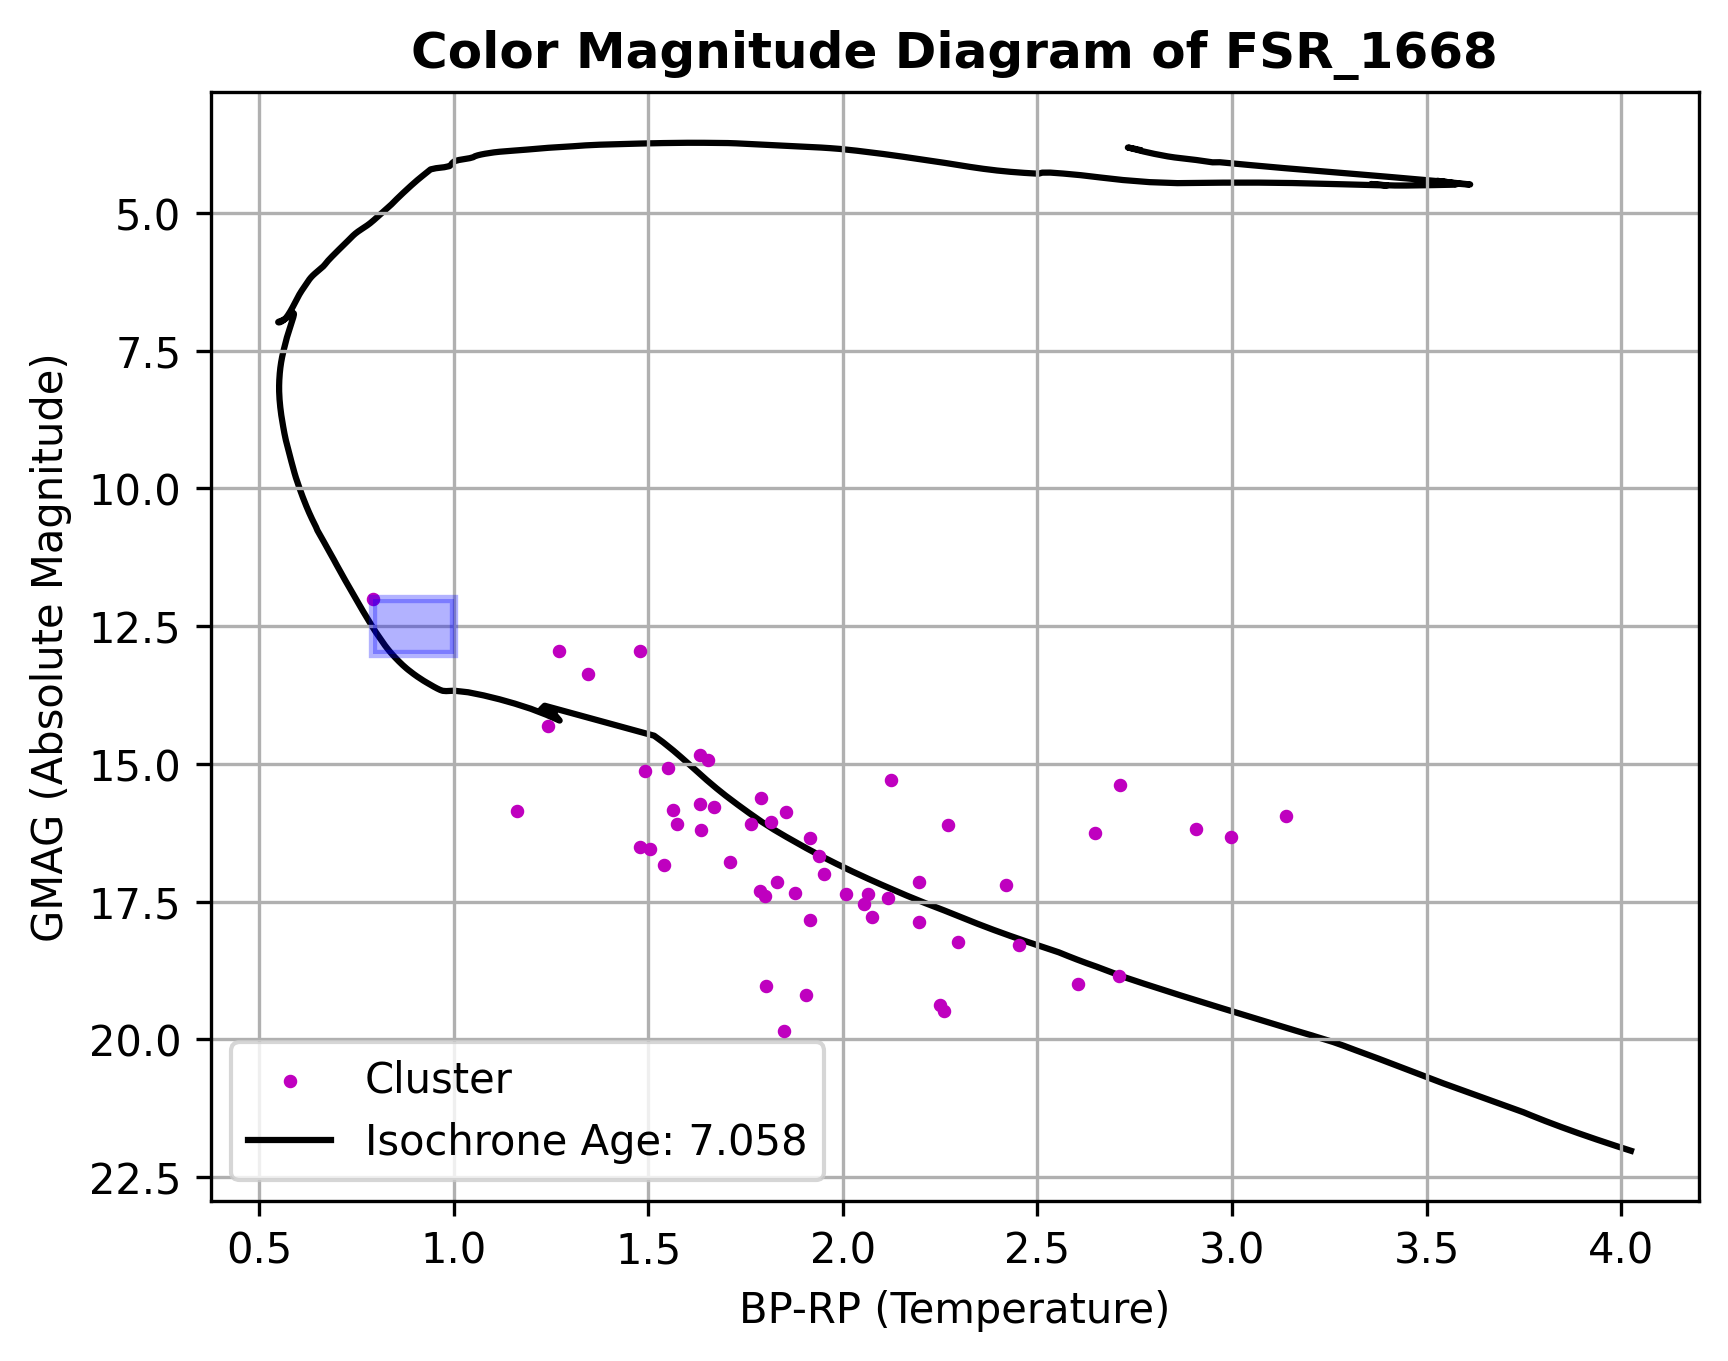 Color Magnitude Diagram of FSR_1668
GMAG (Absolute Magnitude)
5.0
7.5
10.0
12.5
15.0
17.5
20.0
22.5
Cluster
Isochrone Age: 7.058
0.5 1.0 1.5 2.0 2.5 3.0 3.5 4.0
BP-RP (Temperature)